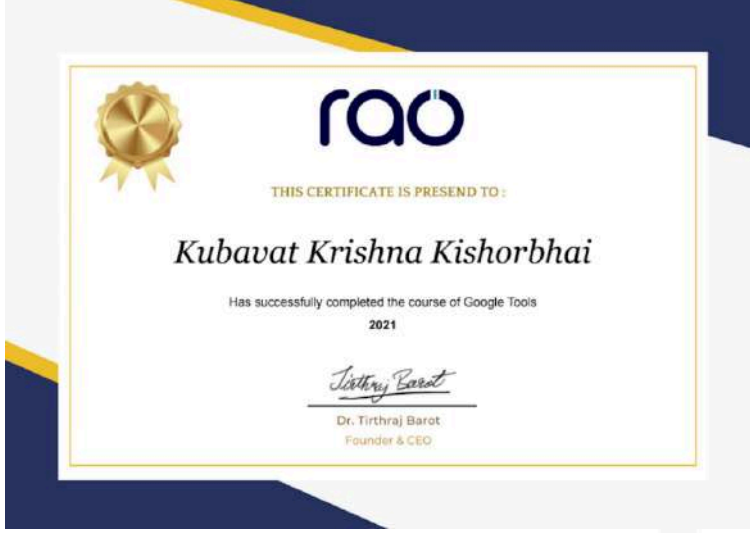 raö
THIS CERTIFICATE IS PRESEND TO :
Kubavat Krishna Kishorbhai
Has successfully completed the course of Google Tools
2021
Tirthraj Barot
Dr. Tirthraj Barot
Founder & CEO